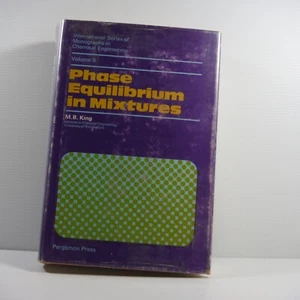 International Series of
Monographs in
Chemical Engineering
Volume 9
Phase
Equilibrium
in Mixtures
M.B. King
Pergamon Press